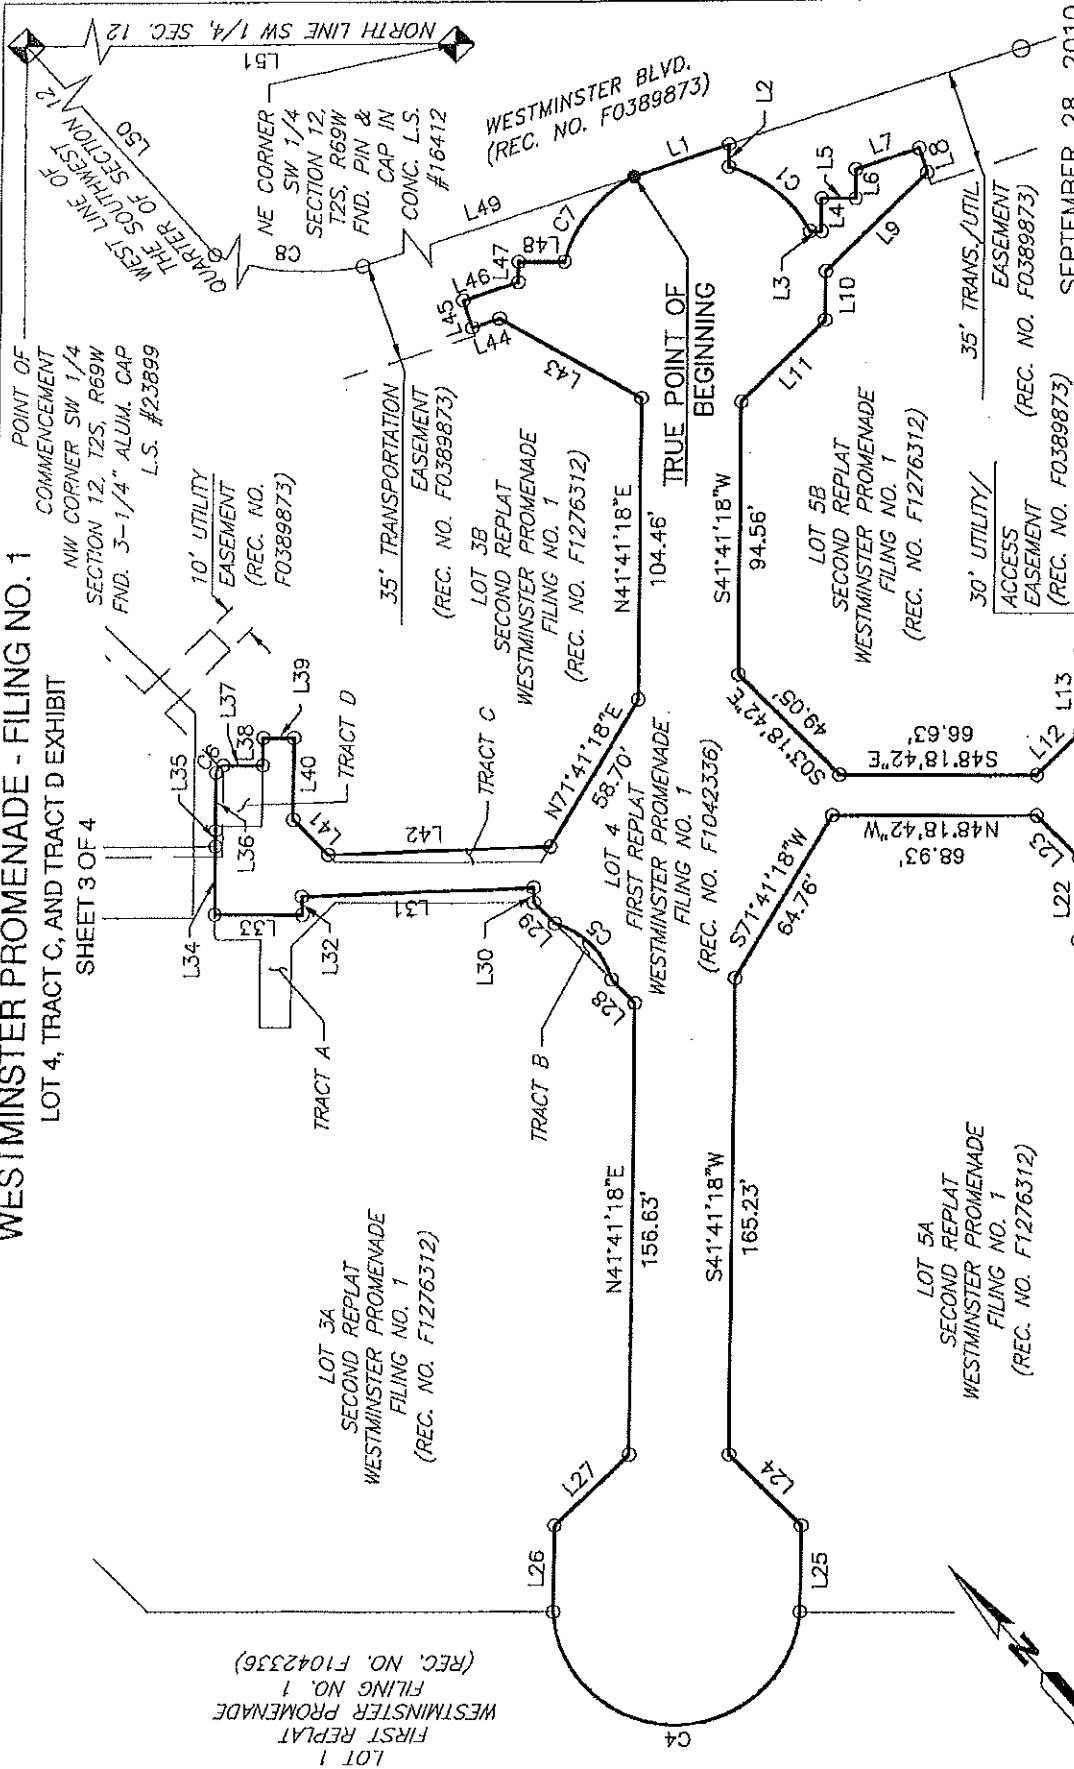 WESTMINSTER PROMENADE - FILING NO. 1
LOT 4, TRACT C, AND TRACT D EXHIBIT
SHEET 3 OF 4
POINT OF
COMMENCEMENT
NW CORNER SW 1/4
SECTION 12, T2S, R69W
FND. 3-1/4" ALUM. CAP
L.S. #23899
WEST LINE OF
THE SOUTHWEST
QUARTER OF SECTION 12
L50
NORTH LINE SW 1/4, SEC. 12
L51
NE CORNER
SW 1/4
SECTION 12,
T2S, R69W
FND. PIN &
CAP IN
CONC. L.S.
#16412
C8
L49
WESTMINSTER BLVD.
(REC. NO. F0389873)
10' UTILITY
EASEMENT
(REC. NO.
F0389873)
35' TRANSPORTATION
EASEMENT
(REC. NO. F0389873)
LOT 3B
SECOND REPLAT
WESTMINSTER PROMENADE
FILING NO. 1
(REC. NO. F1276312)
TRUE POINT OF
BEGINNING
L1
L2
C1
L3
L4
L5
L6
L7
L8
L9
L10
L11
C7
L48
L47
L46
L45
L44
L43
N41°41'18"E
104.46'
S41°41'18"W
94.56'
LOT 5B
SECOND REPLAT
WESTMINSTER PROMENADE
FILING NO. 1
(REC. NO. F1276312)
35' TRANS./UTIL.
EASEMENT
(REC. NO. F0389873)
30' UTILITY/
ACCESS
EASEMENT
(REC. NO. F0389873)
SEPTEMBER 28, 2010
S03°18'42"E
49.05'
S48°18'42"E
66.63'
L12
L13
N48°18'42"W
68.93'
L23
L22
S71°41'18"W
64.76'
N71°41'18"E
58.70'
LOT 4
FIRST REPLAT
WESTMINSTER PROMENADE
FILING NO. 1
(REC. NO. F1042336)
L35
C6
L37
L38
L39
L40
L41
L42
L36
L34
L33
L32
L31
L30
L29
C5
L28
TRACT D
TRACT C
TRACT A
TRACT B
N41°41'18"E
156.63'
S41°41'18"W
165.23'
LOT 3A
SECOND REPLAT
WESTMINSTER PROMENADE
FILING NO. 1
(REC. NO. F1276312)
LOT 5A
SECOND REPLAT
WESTMINSTER PROMENADE
FILING NO. 1
(REC. NO. F1276312)
L27
L26
L24
L25
C4
LOT 1
FIRST REPLAT
WESTMINSTER PROMENADE
FILING NO. 1
(REC. NO. F1042336)
N